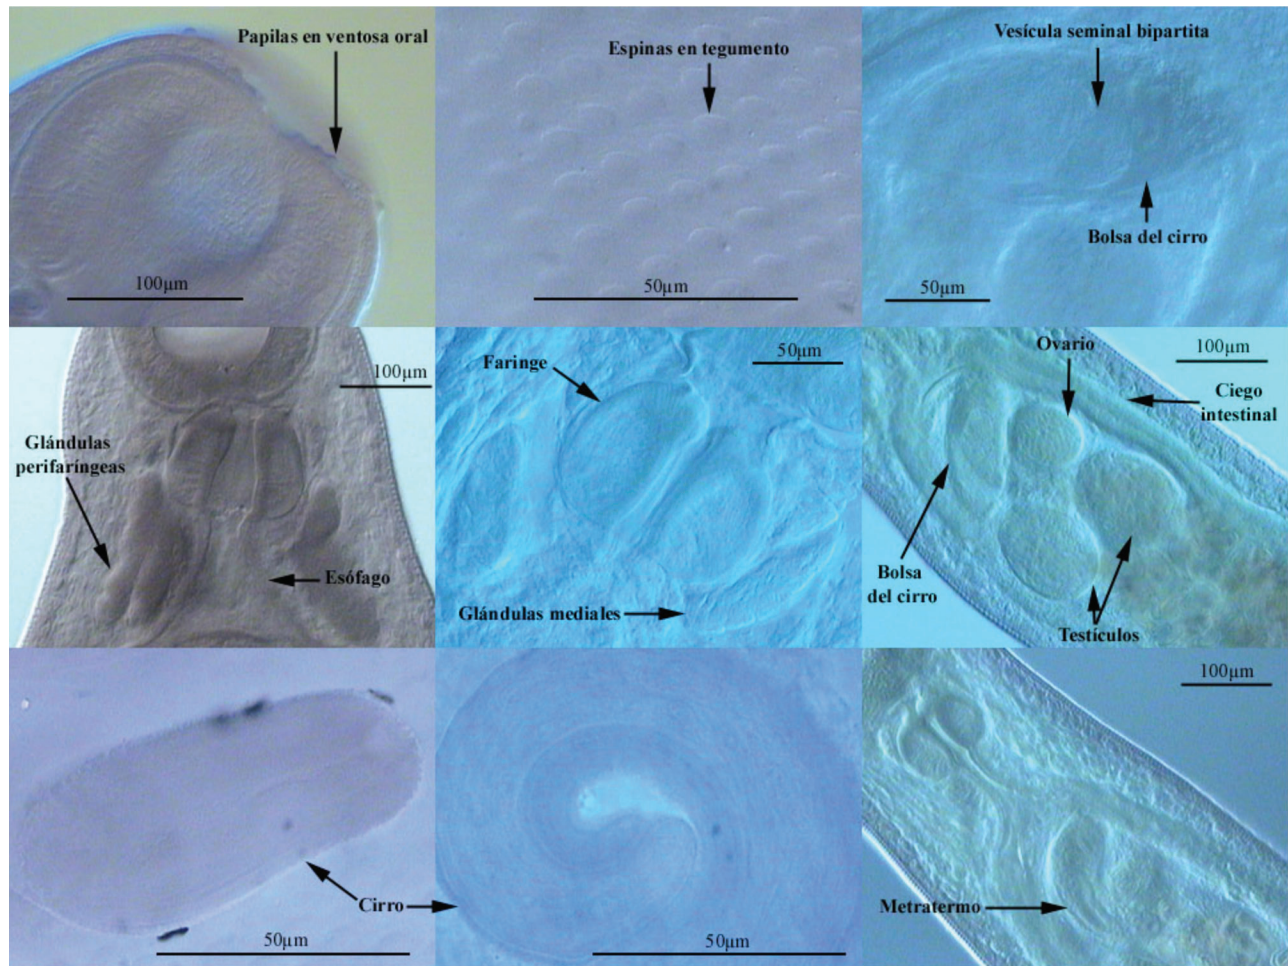 Papilas en ventosa oral
100µm
Espinas en tegumento
50µm
Vesícula seminal bipartita
Bolsa del cirro
50µm
100µm
Glándulas
perifaríngeas
Esófago
50µm
Faringe
Glándulas mediales
Ovario
100µm
Ciego
intestinal
Bolsa
del cirro
Testículos
Cirro
50µm
50µm
100µm
Metratermo